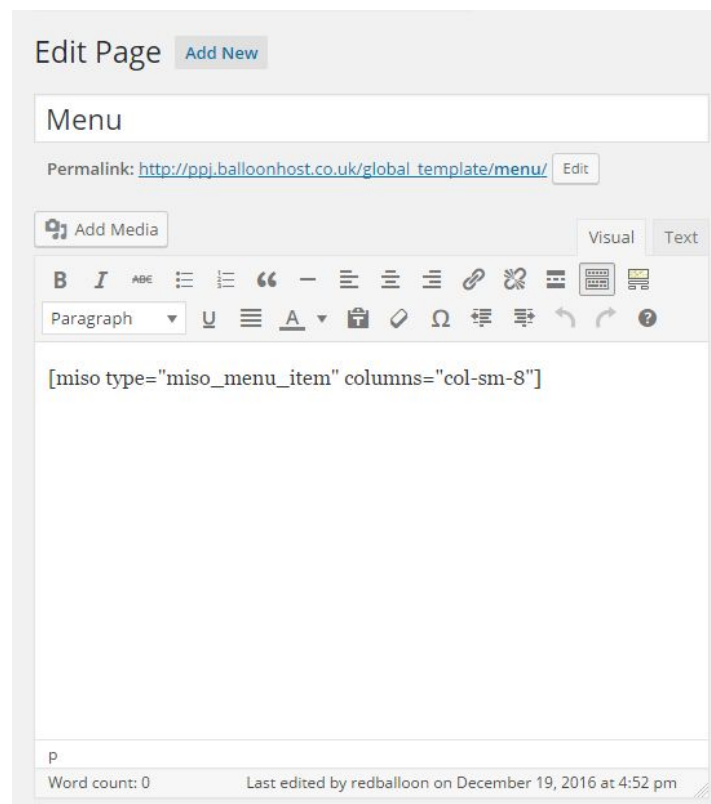 Edit Page Add New
Menu
Permalink: http://ppj.balloonhost.co.uk/global_template/menu/ Edit
Add Media
Visual Text
B I ABE
Paragraph U A Ω
[miso type="miso_menu_item" columns="col-sm-8"]
p
Word count: 0 Last edited by redballoon on December 19, 2016 at 4:52 pm